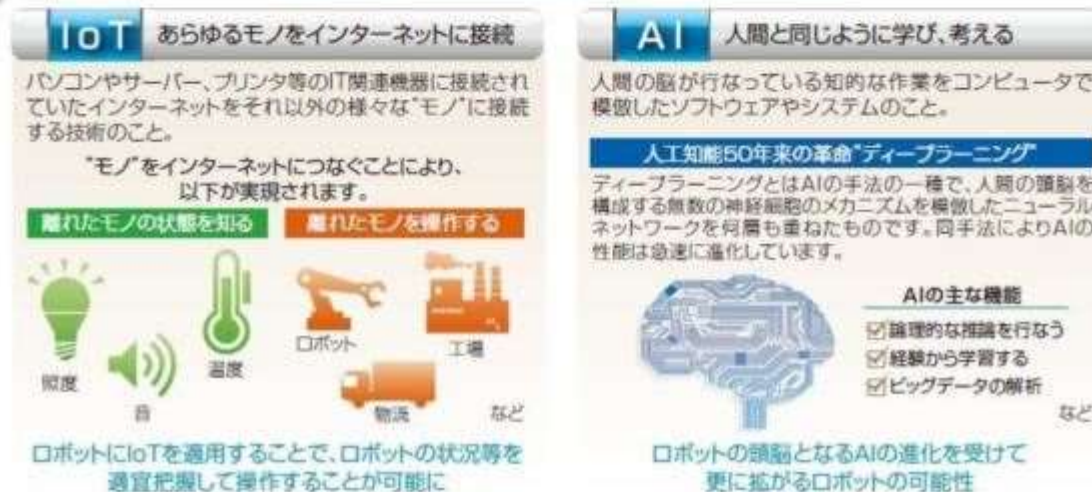 IoT あらゆるモノをインターネットに接続
パソコンやサーバー、プリンタ等のIT関連機器に接続され
ていたインターネットをそれ以外の様々な"モノ"に接続
する技術のこと。
"モノ"をインターネットにつなぐことにより、
以下が実現されます。
離れたモノの状態を知る
離れたモノを操作する
照度
音
温度
ロボット
工場
物流
など
ロボットにIoTを適用することで、ロボットの状況等を
適宜把握して操作することが可能に
AI 人間と同じように学び、考える
人間の脳が行なっている知的な作業をコンピュータで
模倣したソフトウェアやシステムのこと。
人工知能50年来の革命"ディープラーニング"
ディープラーニングとはAIの手法の一種で、人間の頭脳を
構成する無数の神経細胞のメカニズムを模倣したニューラル
ネットワークを何層も重ねたものです。同手法によりAIの
性能は急速に進化しています。
AIの主な機能
☑論理的な推論を行なう
☑経験から学習する
☑ビッグデータの解析
など
ロボットの頭脳となるAIの進化を受けて
更に拡がるロボットの可能性